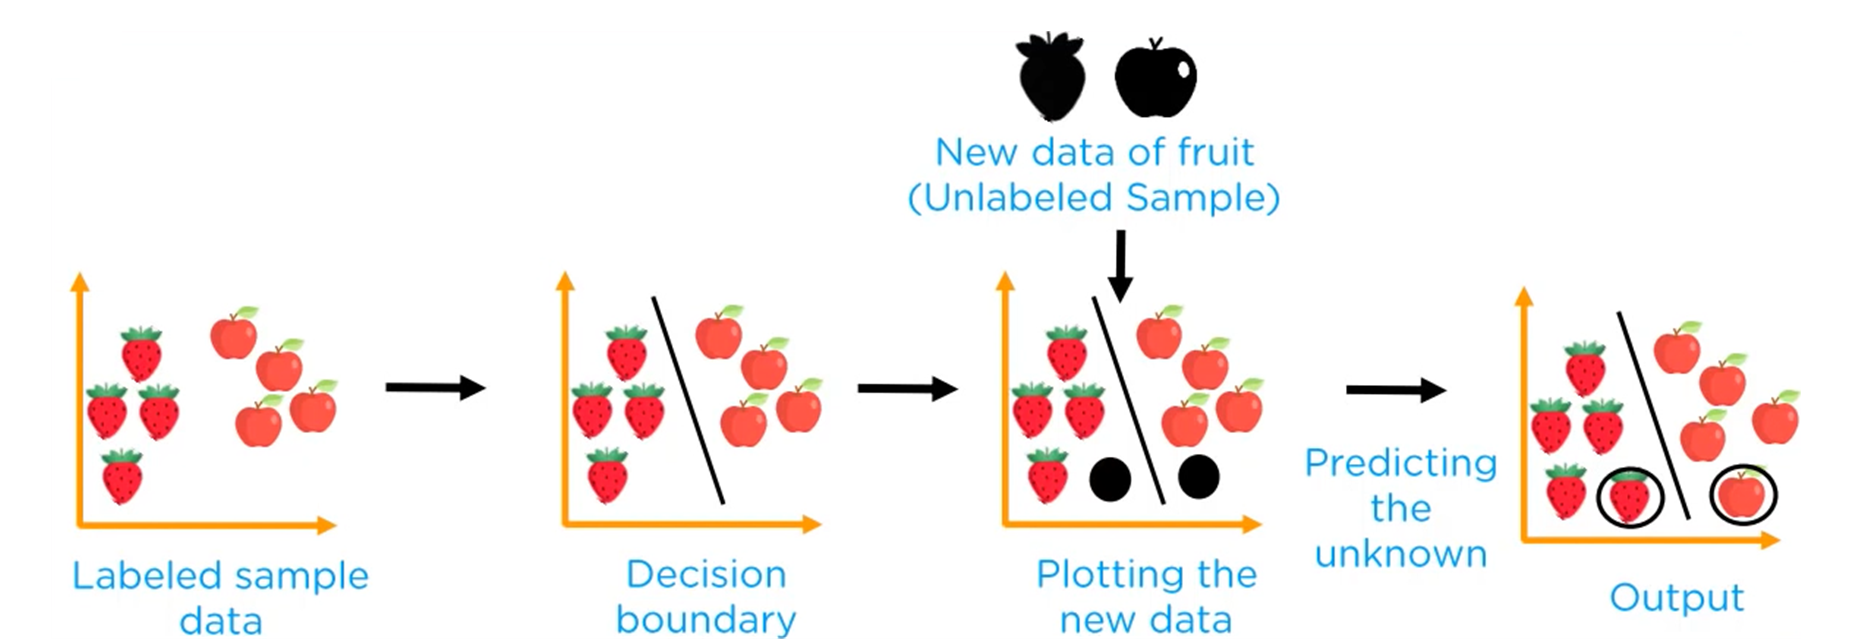 New data of fruit
(Unlabeled Sample)
Labeled sample
data
Decision
boundary
Plotting the
new data
Predicting
the
unknown
Output